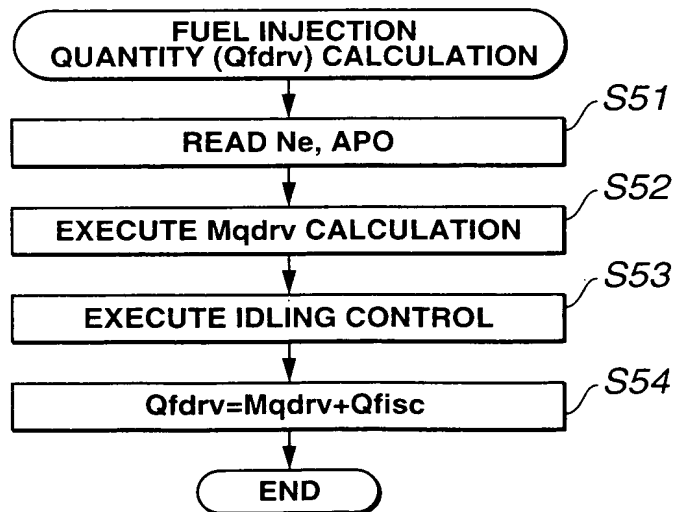 FUEL INJECTION
QUANTITY (Qfdrv) CALCULATION
S51
READ Ne, APO
S52
EXECUTE Mqdrv CALCULATION
S53
EXECUTE IDLING CONTROL
S54
Qfdrv=Mqdrv+Qfisc
END